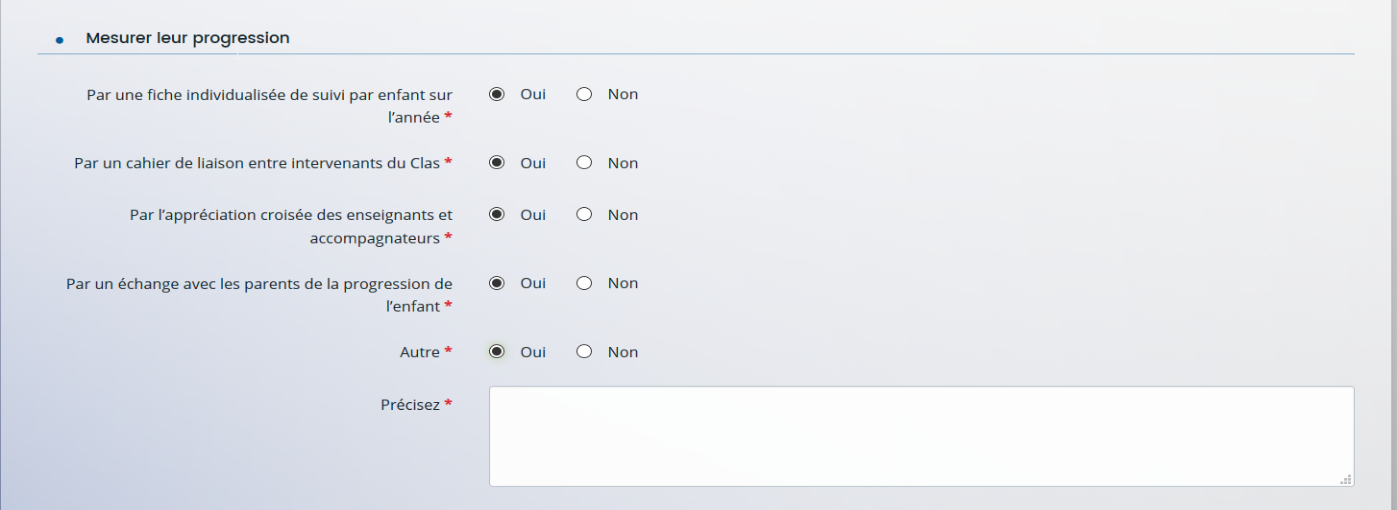 Mesurer leur progression
Par une fiche individualisée de suivi par enfant sur
l’année *
Oui Non
Par un cahier de liaison entre intervenants du Clas *
Oui Non
Par l’appréciation croisée des enseignants et
accompagnateurs *
Oui Non
Par un échange avec les parents de la progression de
l’enfant *
Oui Non
Autre *
Oui Non
Précisez *